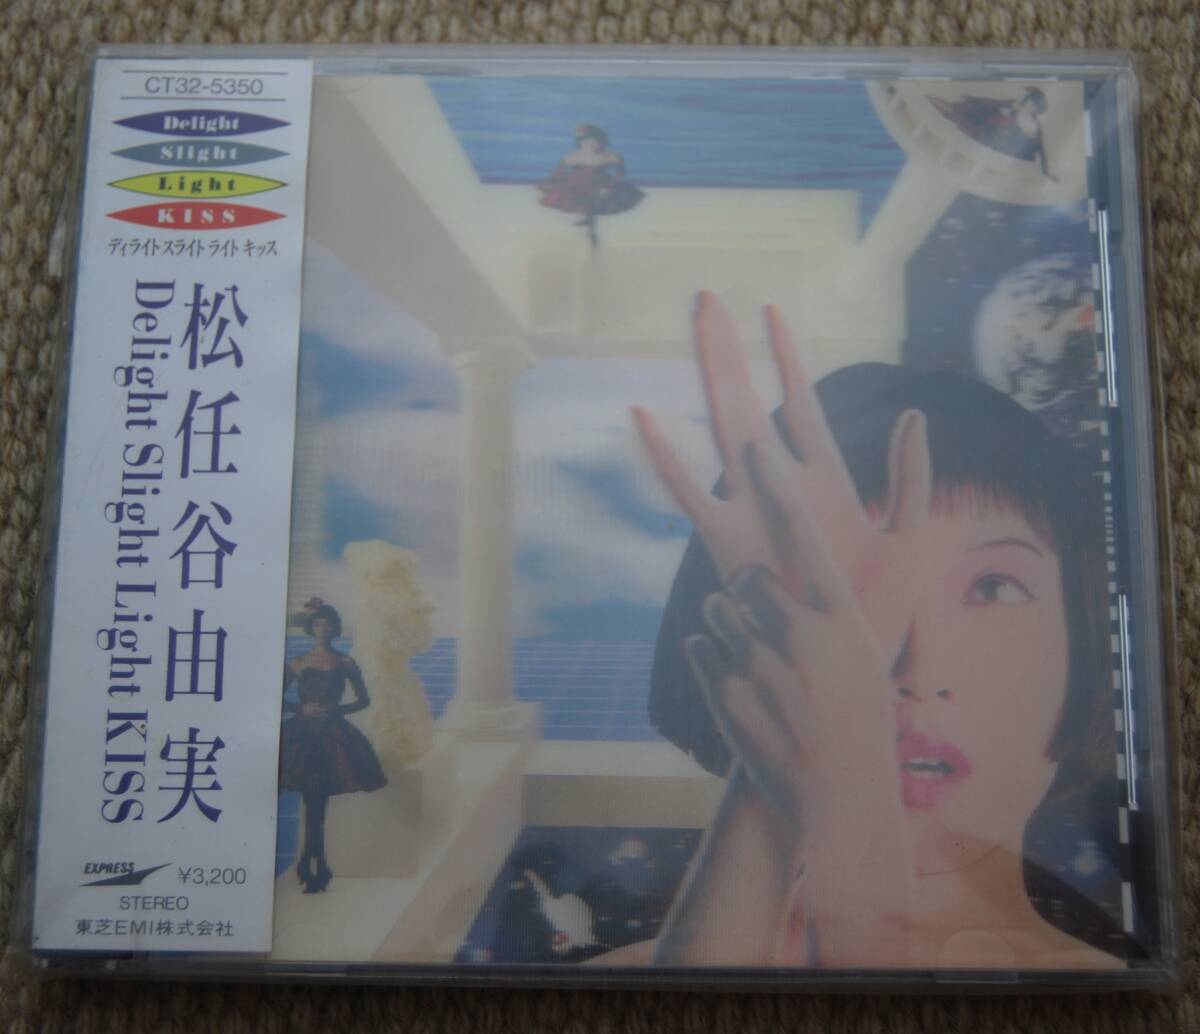 CT32-5350
Delight
Slight
Light
KISS
ディライト スライト ライト キッス
松任谷由実
Delight Slight Light KISS
EXPRESS
¥3,200
STEREO
東芝EMI株式会社